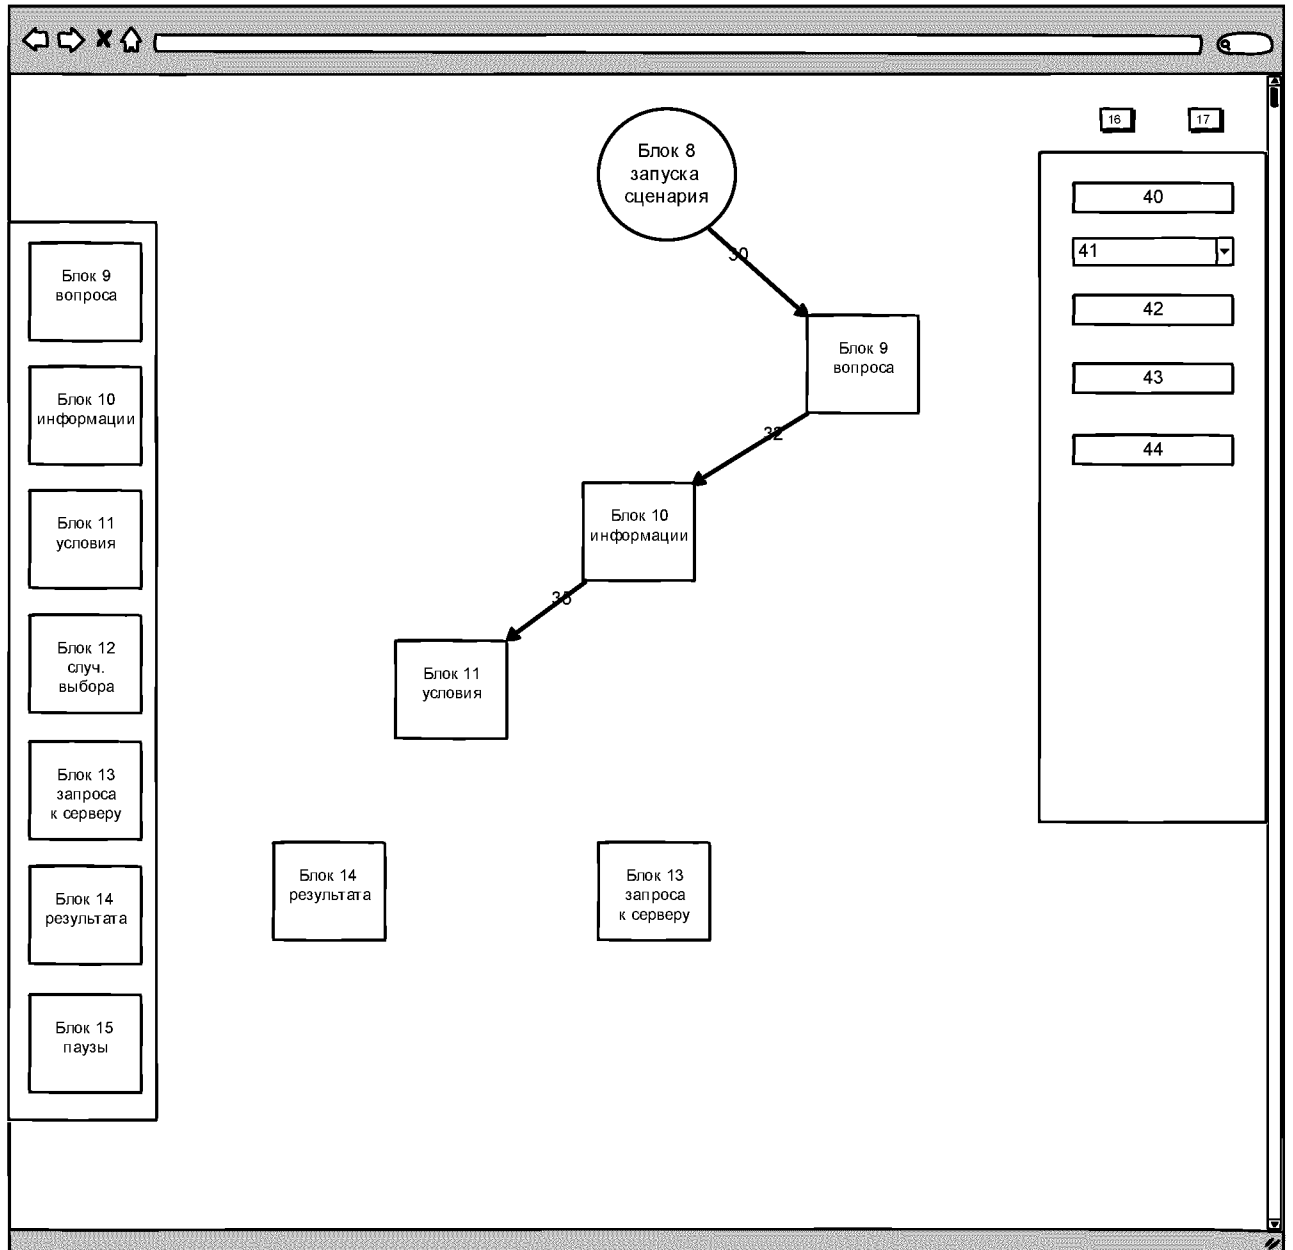 16
17
Блок 8
запуска
сценария
40
41
42
43
44
30
Блок 9
вопроса
32
Блок 10
информации
Блок 11
условия
Блок 14
результата
Блок 13
запроса
к серверу
Блок 9
вопроса
Блок 10
информации
Блок 11
условия
Блок 12
случ.
выбора
Блок 13
запроса
к серверу
Блок 14
результата
Блок 15
паузы